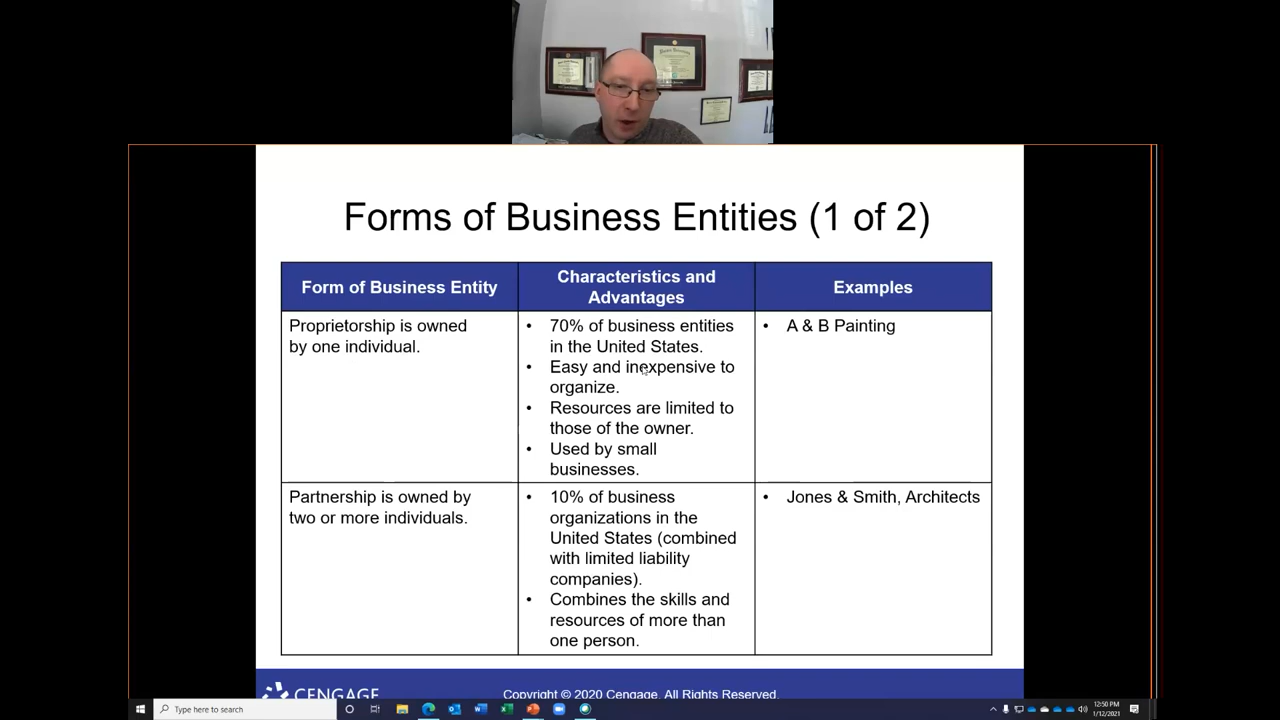 Forms of Business Entities (1 of 2)
Form of Business Entity
Characteristics and
Advantages
Examples
Proprietorship is owned
by one individual.
• 70% of business entities
in the United States.
• Easy and inexpensive to
organize.
• Resources are limited to
those of the owner.
• Used by small
businesses.
• A & B Painting
Partnership is owned by
two or more individuals.
• 10% of business
organizations in the
United States (combined
with limited liability
companies).
• Combines the skills and
resources of more than
one person.
• Jones & Smith, Architects
CENGAGE
Copyright © 2020 Cengage. All Rights Reserved.
Type here to search
12:50 PM
1/12/2021